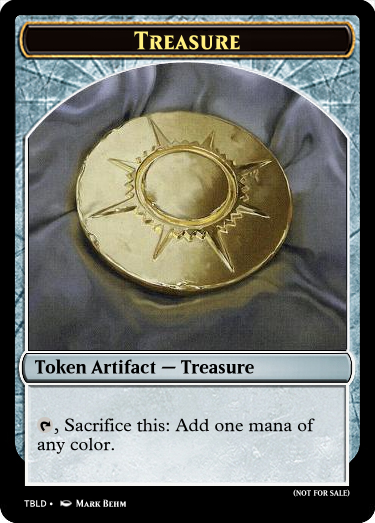 TREASURE
Token Artifact — Treasure
, Sacrifice this: Add one mana of
any color.
(NOT FOR SALE)
TBLD • MARK BEHM